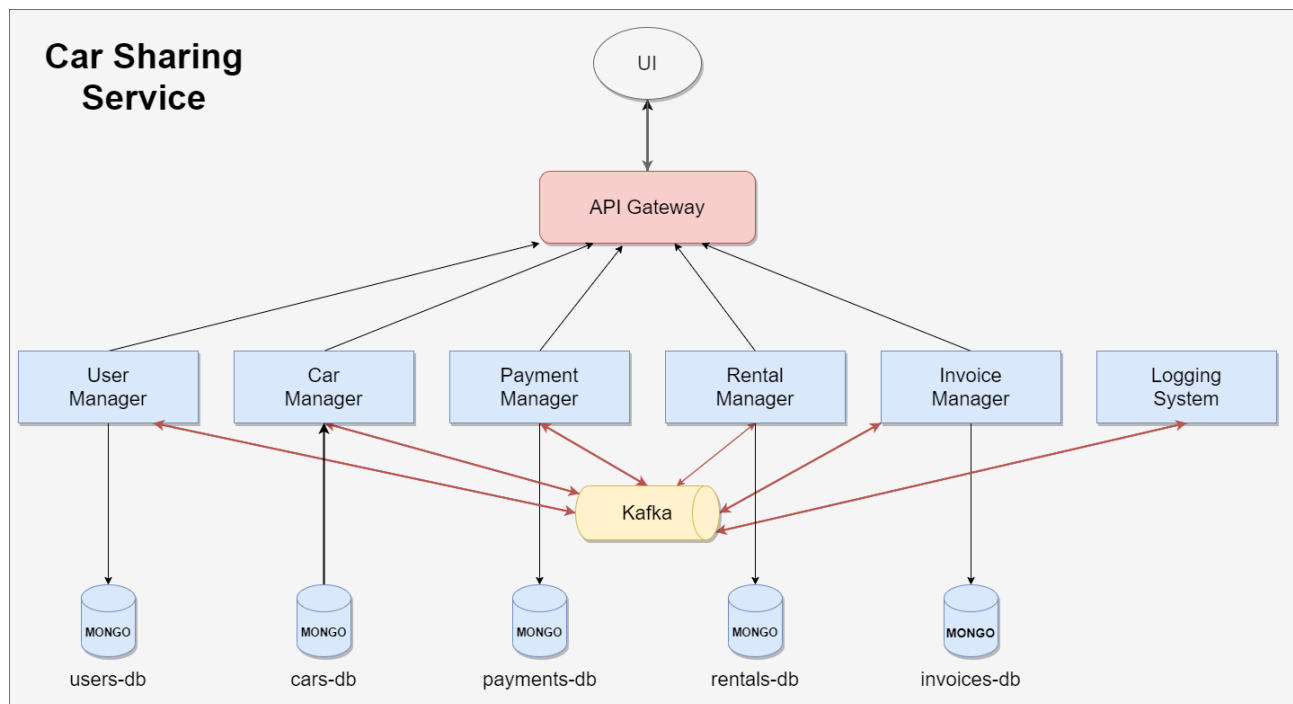 Car Sharing
Service
UI
API Gateway
User
Manager
Car
Manager
Payment
Manager
Rental
Manager
Invoice
Manager
Logging
System
Kafka
MONGO
MONGO
MONGO
MONGO
MONGO
users-db
cars-db
payments-db
rentals-db
invoices-db